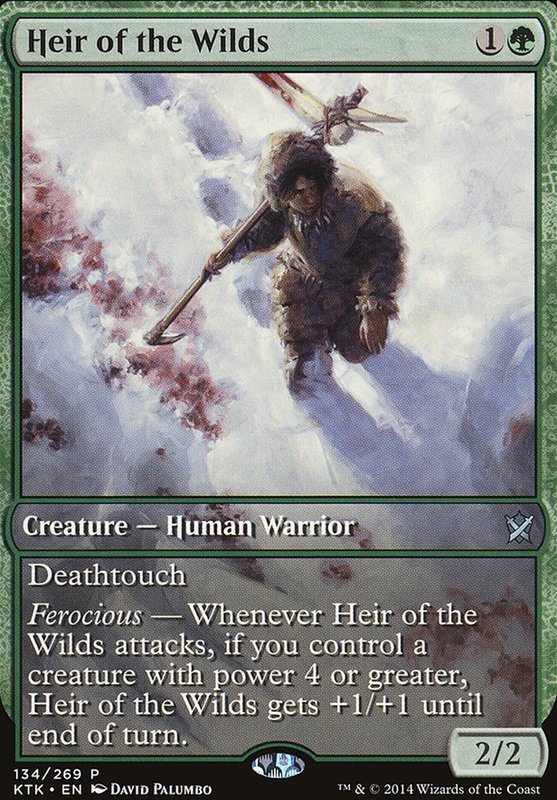 Heir of the Wilds 1
Creature — Human Warrior
Deathtouch
Ferocious — Whenever Heir of the
Wilds attacks, if you control a
creature with power 4 or greater,
Heir of the Wilds gets +1/+1 until
end of turn.
2/2
134/269 P
KTK • EN David Palumbo
™ & © 2014 Wizards of the Coast